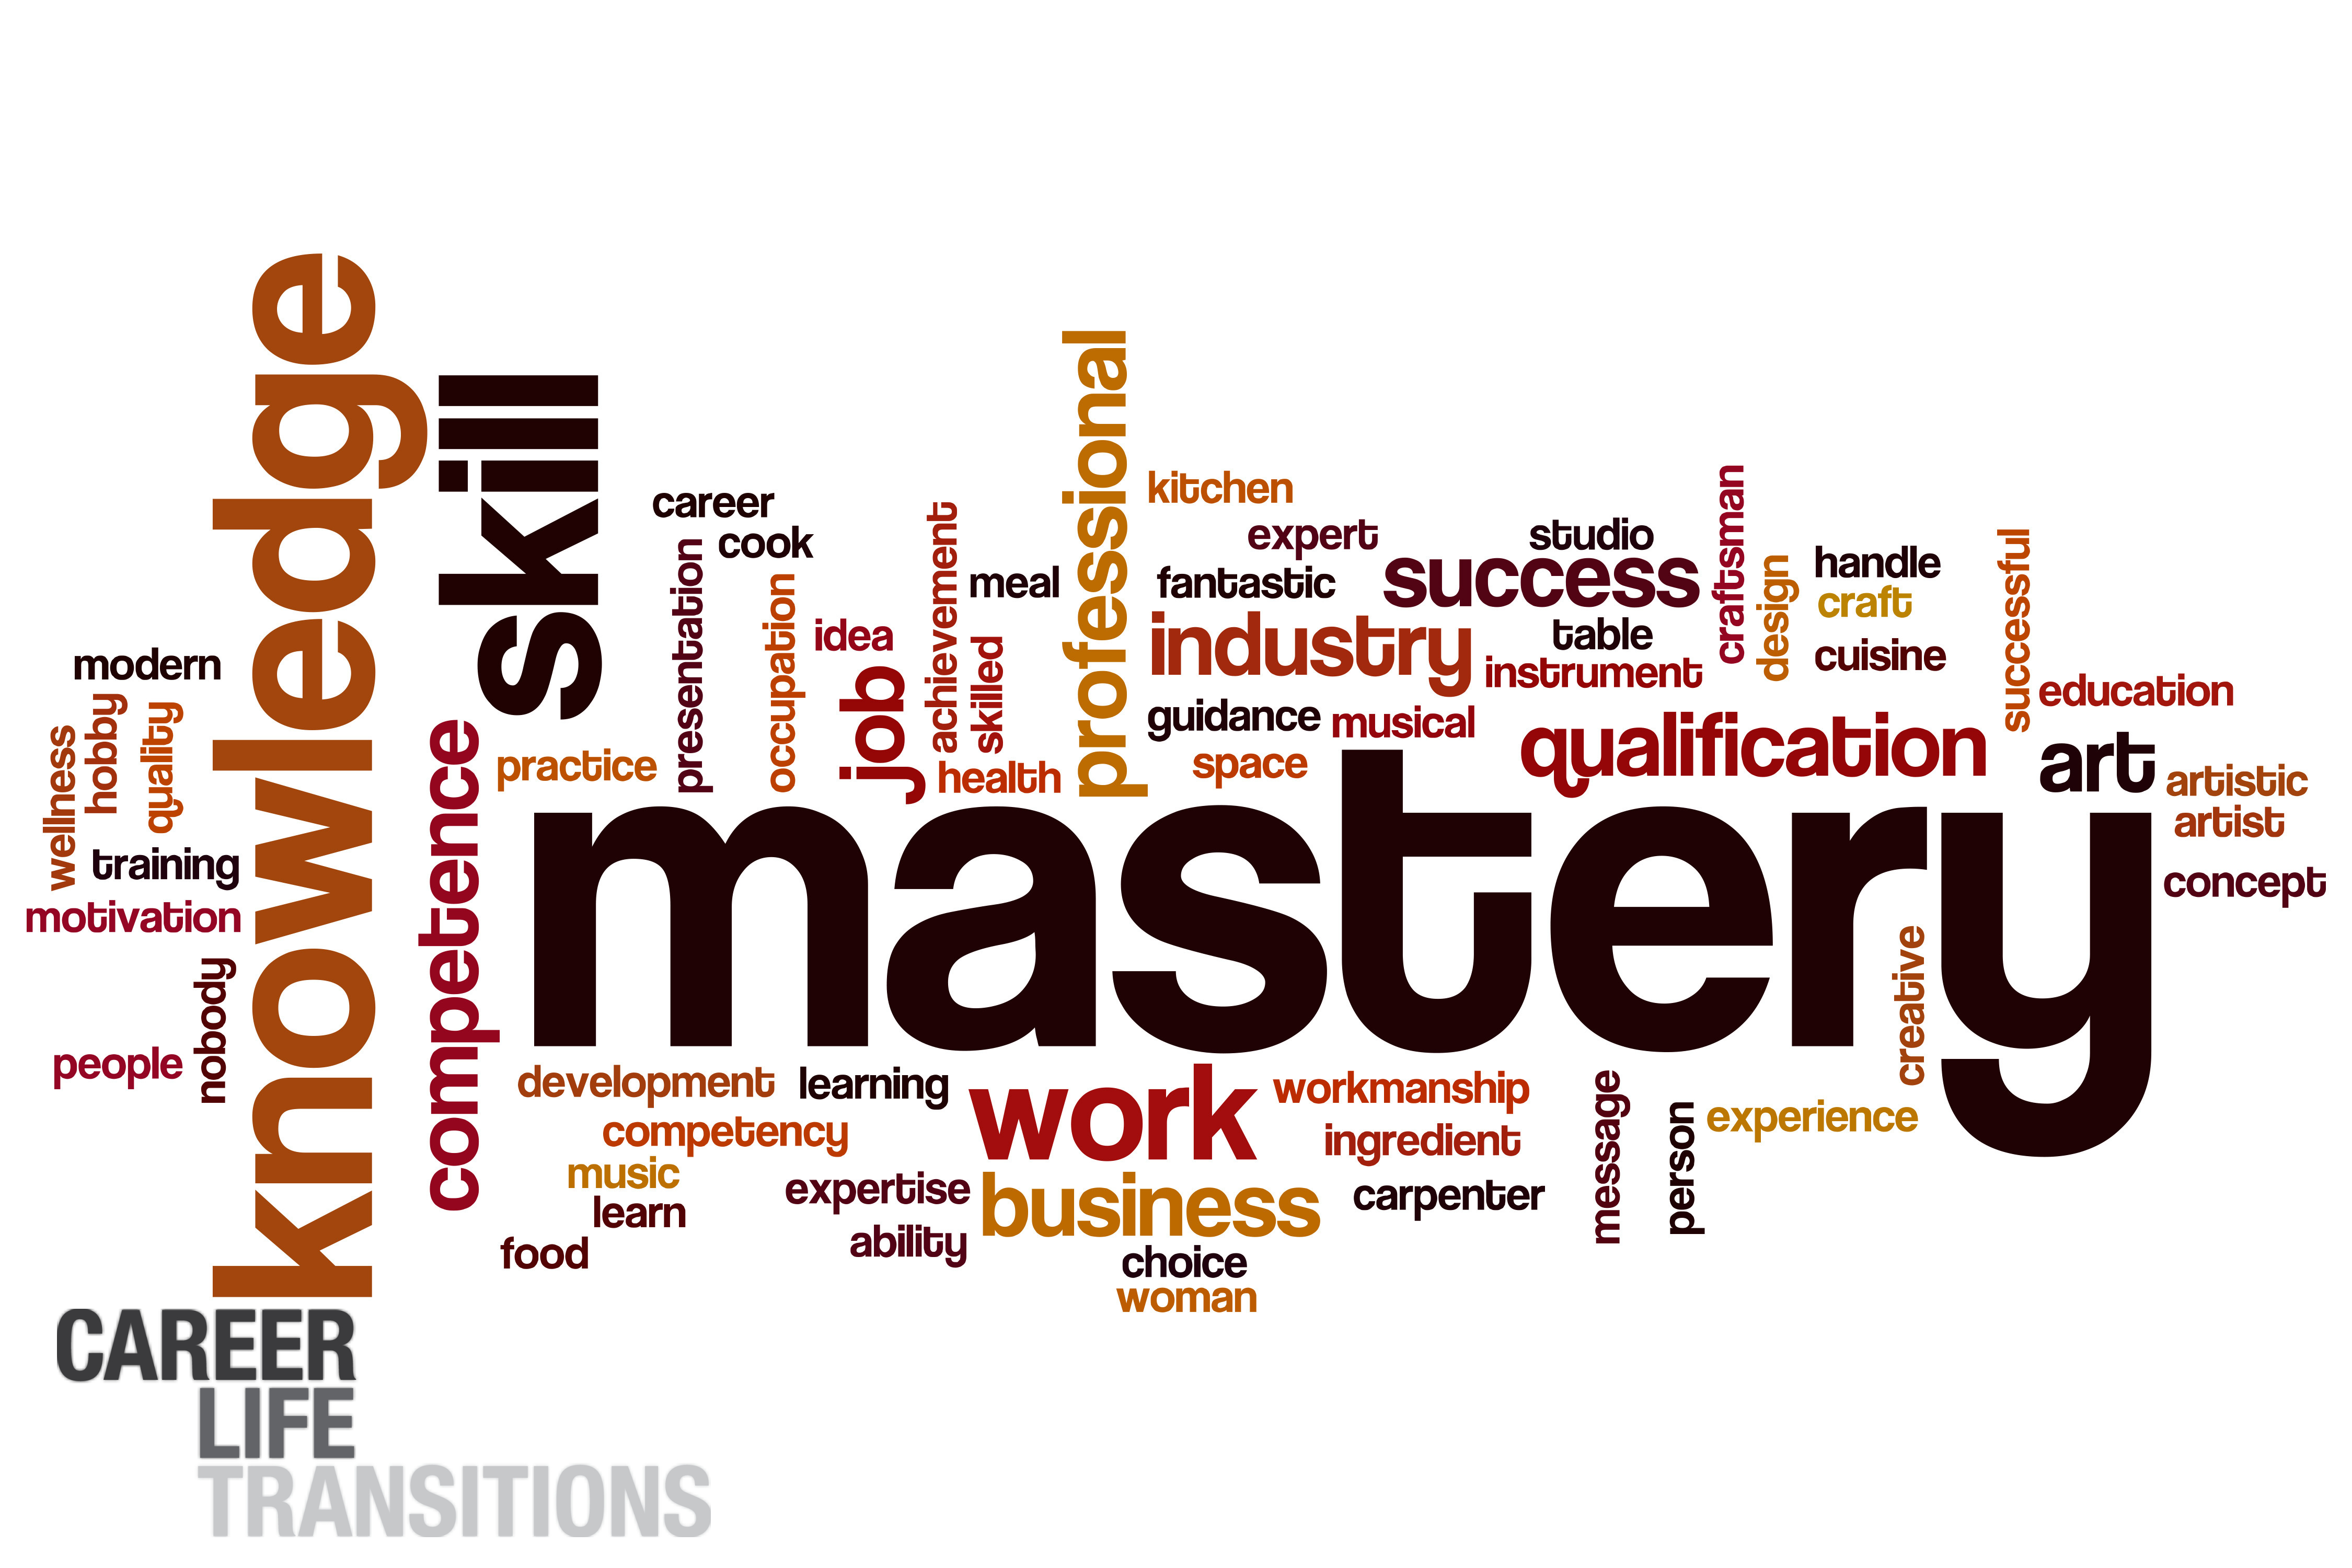 knowledge
skill
professional
career
cook
kitchen
expert
studio
success
fantastic
meal
achievement
presentation
occupation
idea
skilled
job
industry
table
instrument
craftsman
design
handle
craft
cuisine
successful
education
modern
hobby
quality
wellness
training
motivation
nobody
people
competence
practice
health
guidance
musical
space
qualification
art
artistic
artist
concept
mastery
creative
development
learning
work
workmanship
competency
ingredient
music
learn
food
expertise
ability
business
carpenter
choice
woman
message
person
experience
CAREER
LIFE
TRANSITIONS